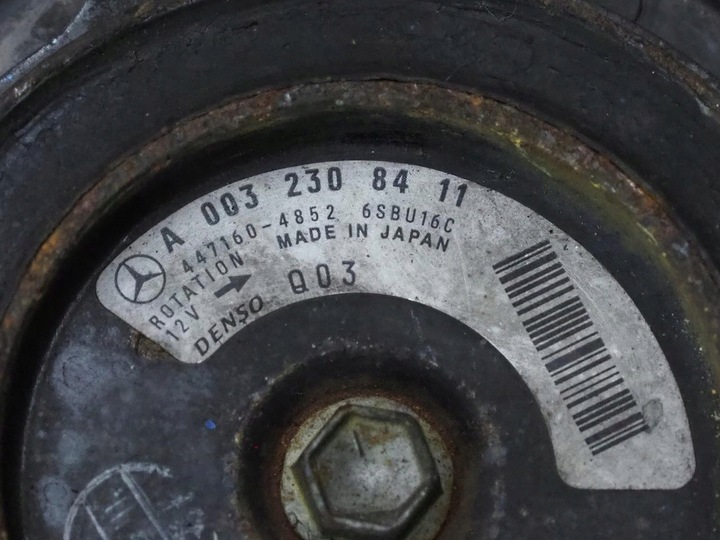 A 003 230 84 11
447160-4852 6SBU16C
ROTATION MADE IN JAPAN
12V Q03
DENSO